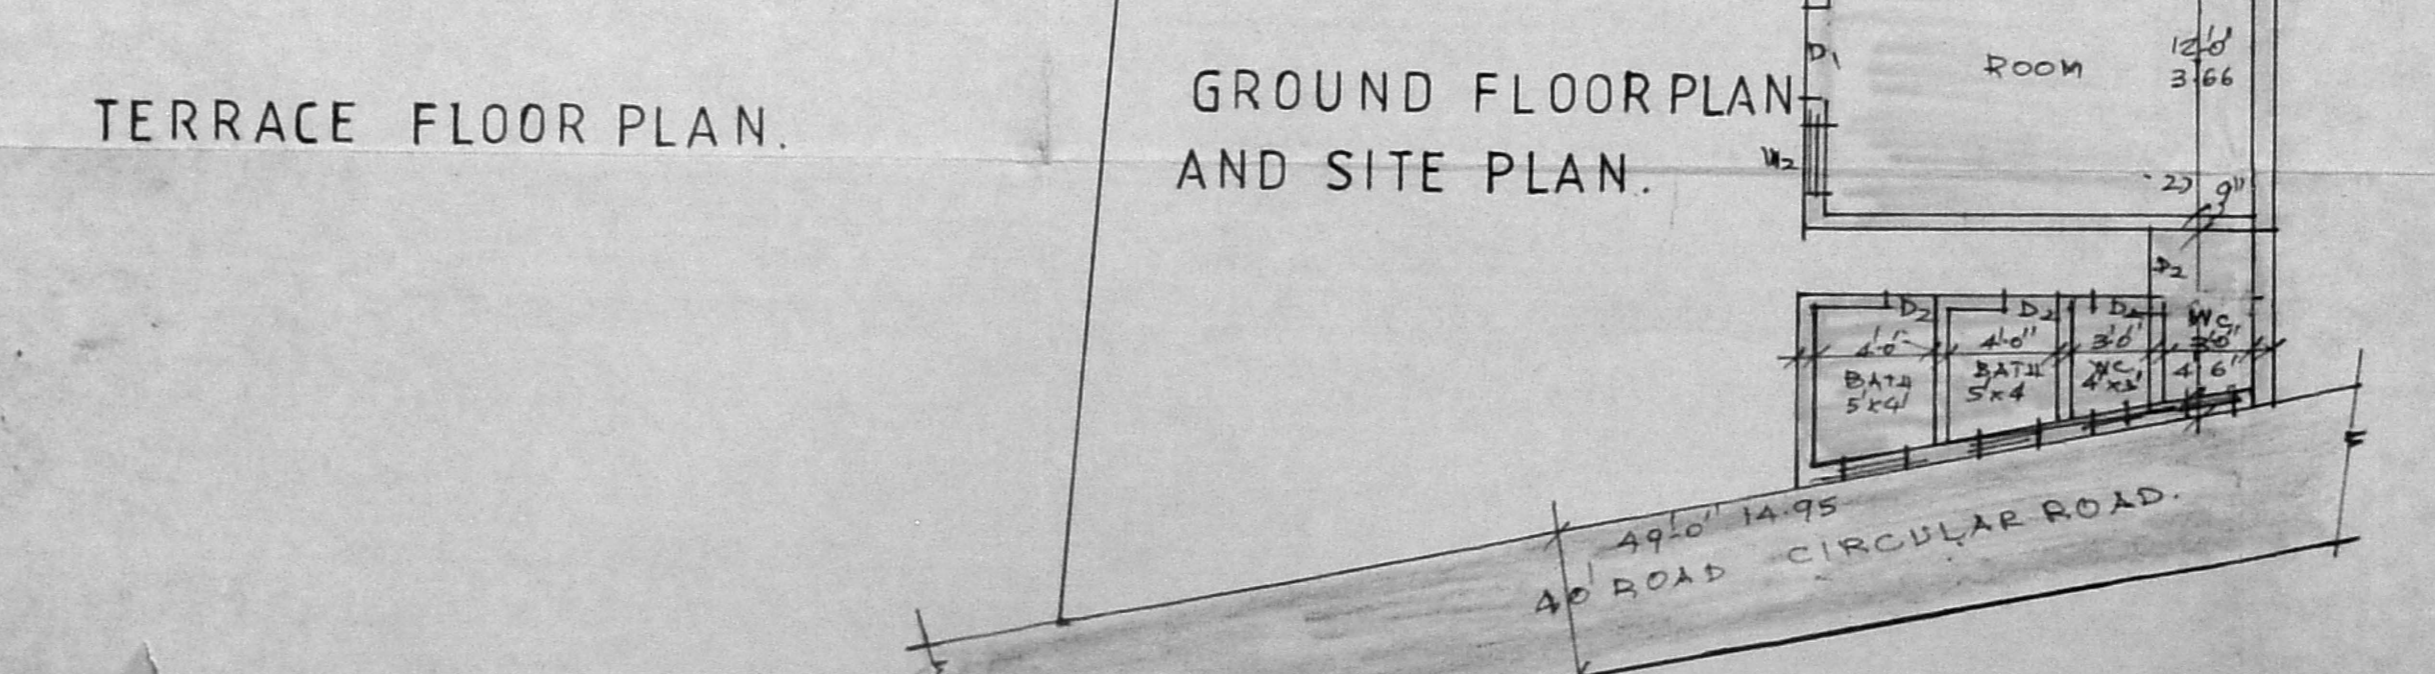 TERRACE FLOOR PLAN.
GROUND FLOOR PLAN
AND SITE PLAN.
D1
ROOM
12'-0"
3.66
W2
9"
D2
D2
D2
D2
WC
4'-0"
4'-0"
3'-0"
3'-0"
BATH
5'x4'
BATH
5'x4
WC
4' 6"
49'-0" 14.95
40' ROAD CIRCULAR ROAD.